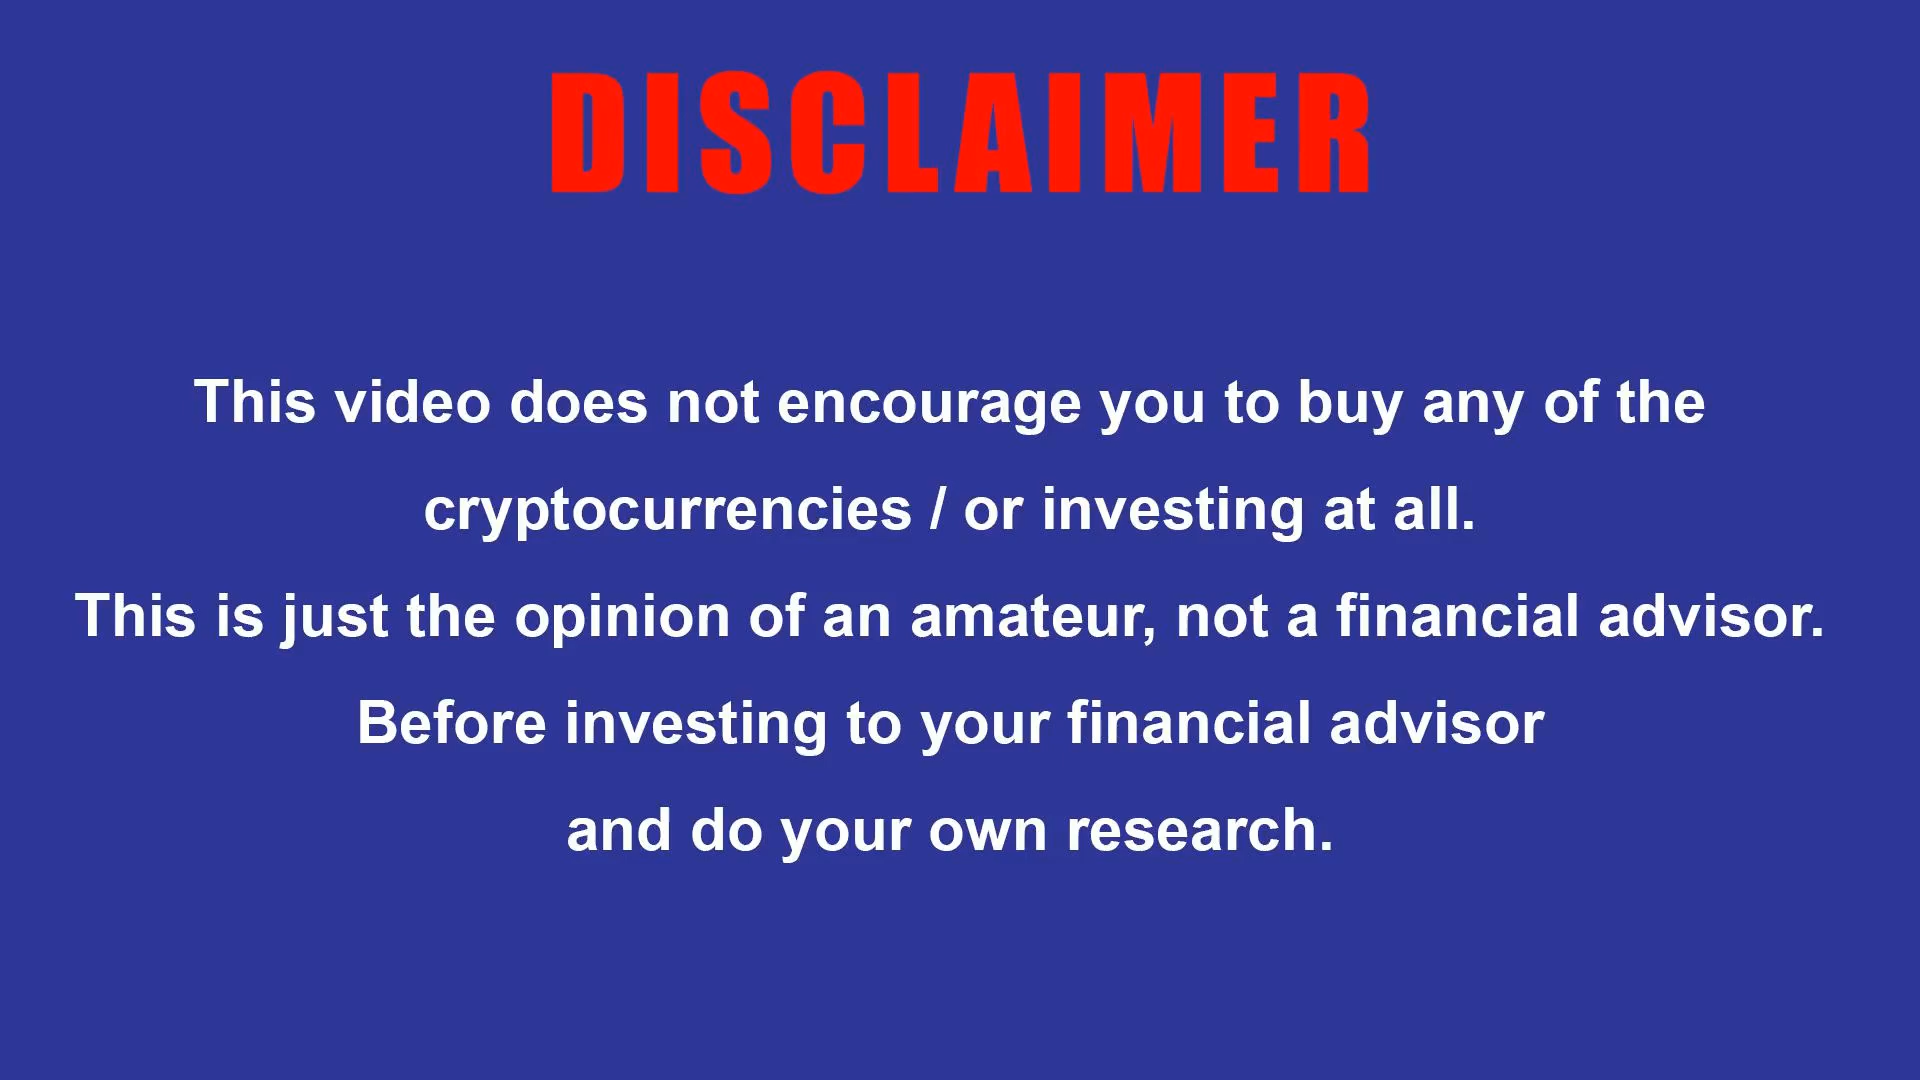 DISCLAIMER
This video does not encourage you to buy any of the
cryptocurrencies / or investing at all.
This is just the opinion of an amateur, not a financial advisor.
Before investing to your financial advisor
and do your own research.